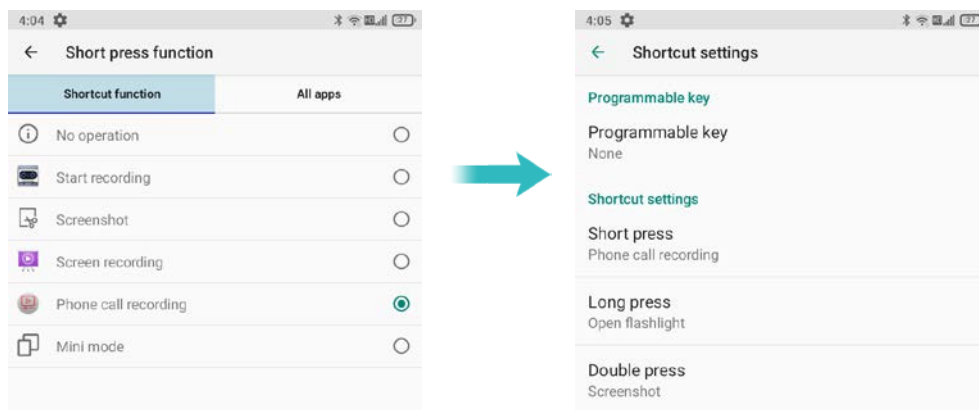 4:04
27
Short press function
Shortcut function
All apps
No operation
Start recording
Screenshot
Screen recording
Phone call recording
Mini mode
4:05
27
Shortcut settings
Programmable key
Programmable key
None
Shortcut settings
Short press
Phone call recording
Long press
Open flashlight
Double press
Screenshot